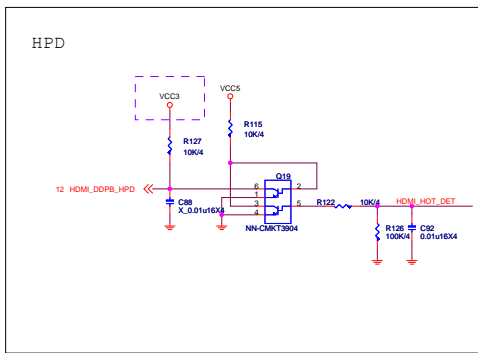 HPD
VCC3
VCC5
R127
10K/4
R115
10K/4
12 HDMI_DDPB_HPD
C88
X_0.01u16X4
Q19
6
1
3
4
2
5
NN-CMKT3904
R122
10K/4
HDMI_HOT_DET
R126
100K/4
C92
0.01u16X4